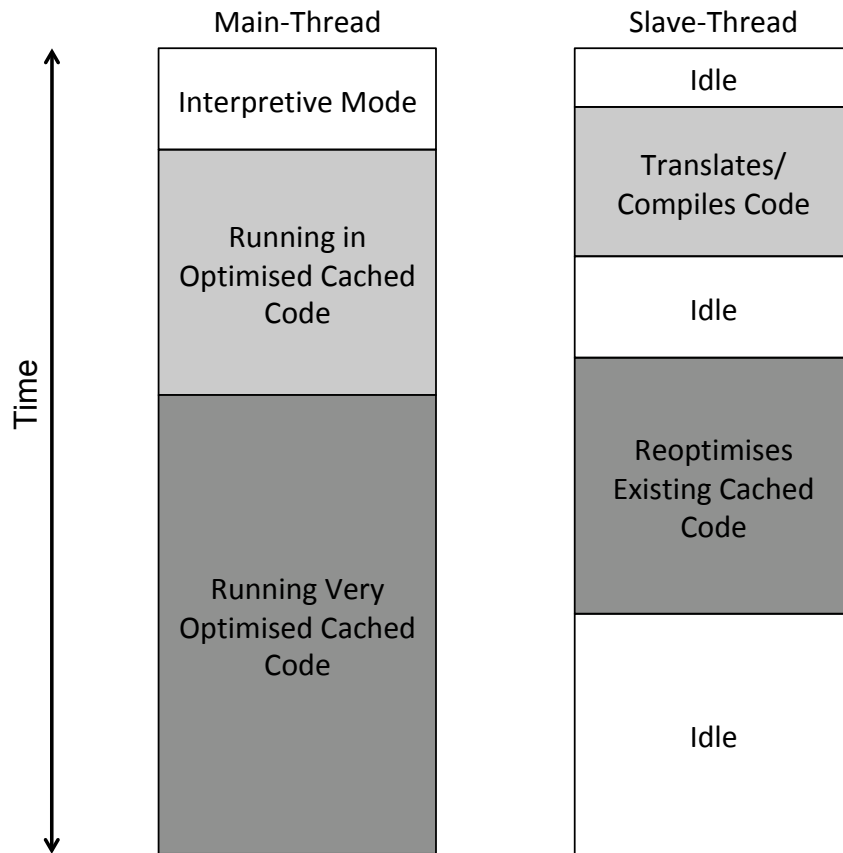 Main-Thread
Slave-Thread
Time
Interpretive Mode
Running in
Optimised Cached
Code
Running Very
Optimised Cached
Code
Idle
Translates/
Compiles Code
Idle
Reoptimises
Existing Cached
Code
Idle